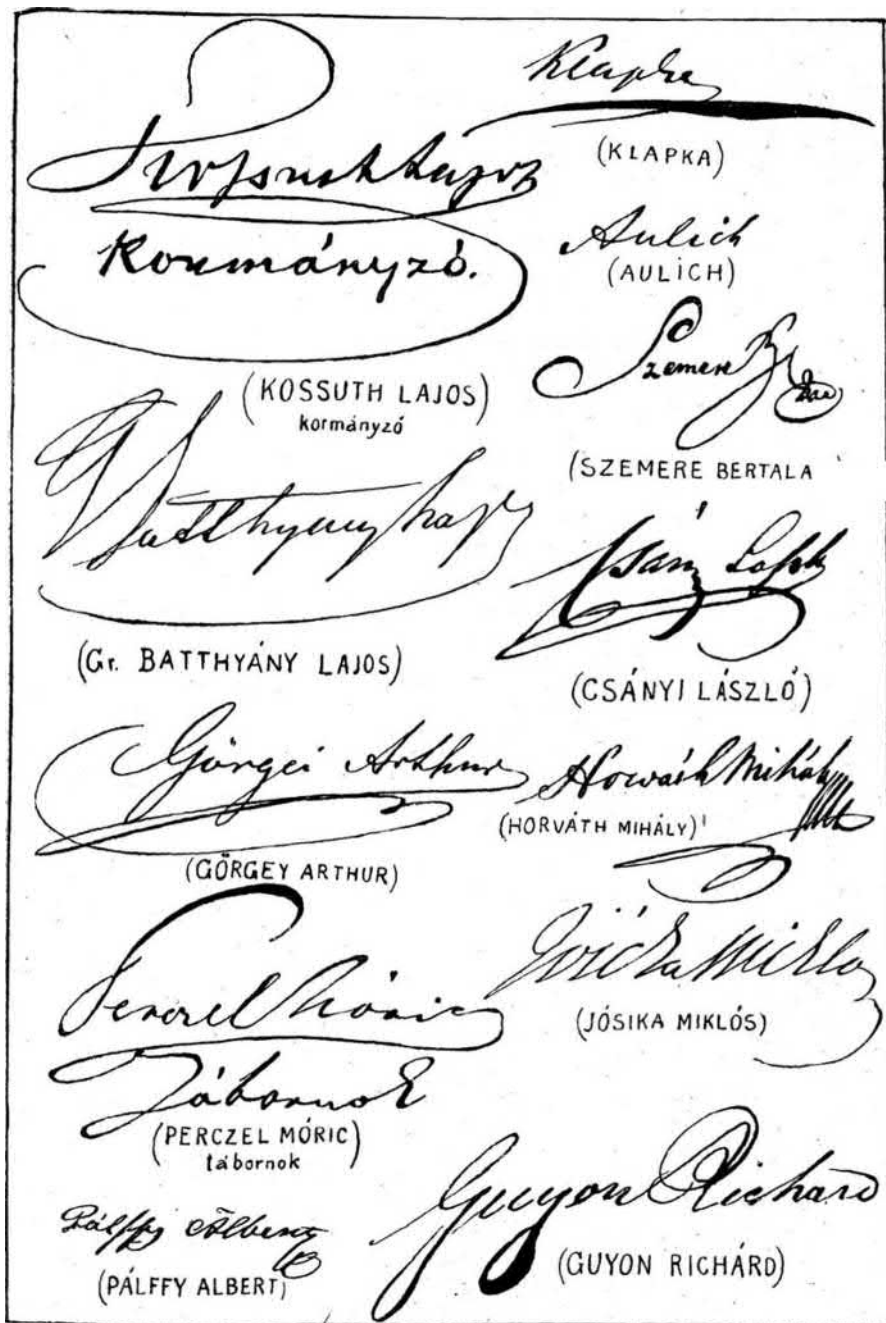 Klapka
(KLAPKA)
Kossuth Lajos
Kormányzó.
(KOSSUTH LAJOS)
kormányzó
Aulich
(AULICH)
Szemere
(SZEMERE BERTALA
Batthyány Lajos
(Gr. BATTHYÁNY LAJOS)
Csány László
(CSÁNYI LÁSZLÓ)
Görgei Arthur
(GÖRGEY ARTHUR)
Horváth Mihály
(HORVÁTH MIHÁLY)
Perczel Móric
Tábornok
(PERCZEL MÓRIC)
tábornok
Jósika Miklós
(JÓSIKA MIKLÓS)
Pálffy Albert
(PÁLFFY ALBERT)
Guyon Richard
(GUYON RICHÁRD)